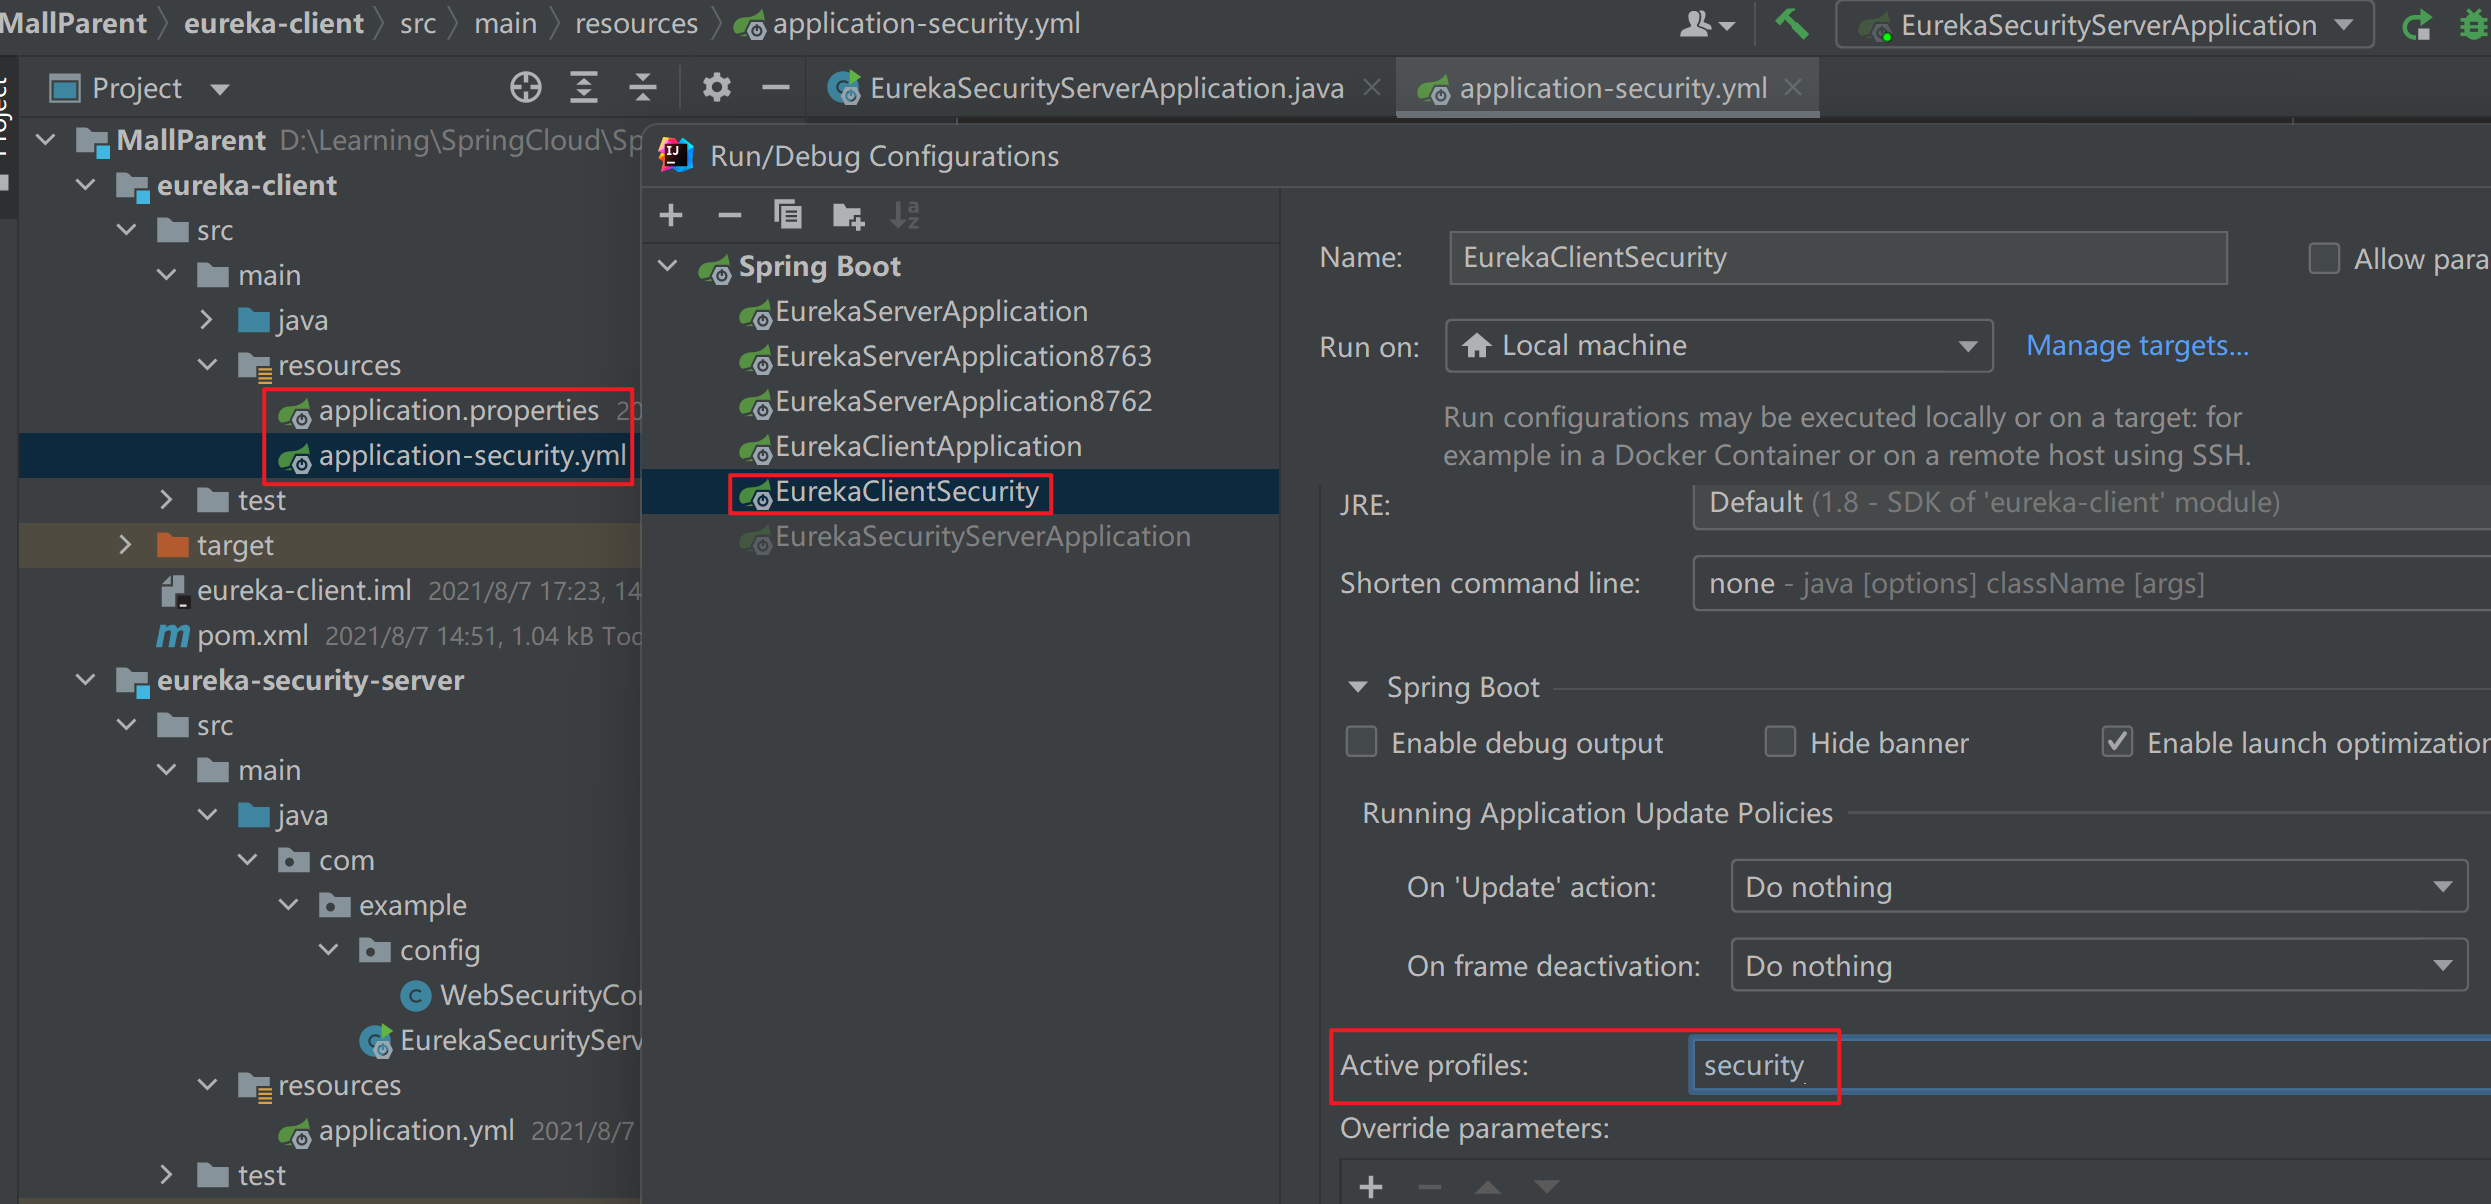 MallParent eureka-client src main resources application-security.yml
EurekaSecurityServerApplication
Project
EurekaSecurityServerApplication.java
application-security.yml
Project
MallParent D:\Learning\SpringCloud\Sp
eureka-client
src
main
java
resources
application.properties 20
application-security.yml
test
target
eureka-client.iml 2021/8/7 17:23, 14
pom.xml 2021/8/7 14:51, 1.04 kB Tod
eureka-security-server
src
main
java
com
example
config
WebSecurityCon
EurekaSecurityServ
resources
application.yml 2021/8/7
test
Run/Debug Configurations
Spring Boot
EurekaServerApplication
EurekaServerApplication8763
EurekaServerApplication8762
EurekaClientApplication
EurekaClientSecurity
EurekaSecurityServerApplication
Name: EurekaClientSecurity
Allow para
Run on: Local machine Manage targets...
Run configurations may be executed locally or on a target: for
example in a Docker Container or on a remote host using SSH.
JRE: Default (1.8 - SDK of 'eureka-client' module)
Shorten command line: none - java [options] className [args]
Spring Boot
Enable debug output Hide banner Enable launch optimization
Running Application Update Policies
On 'Update' action: Do nothing
On frame deactivation: Do nothing
Active profiles: security
Override parameters: